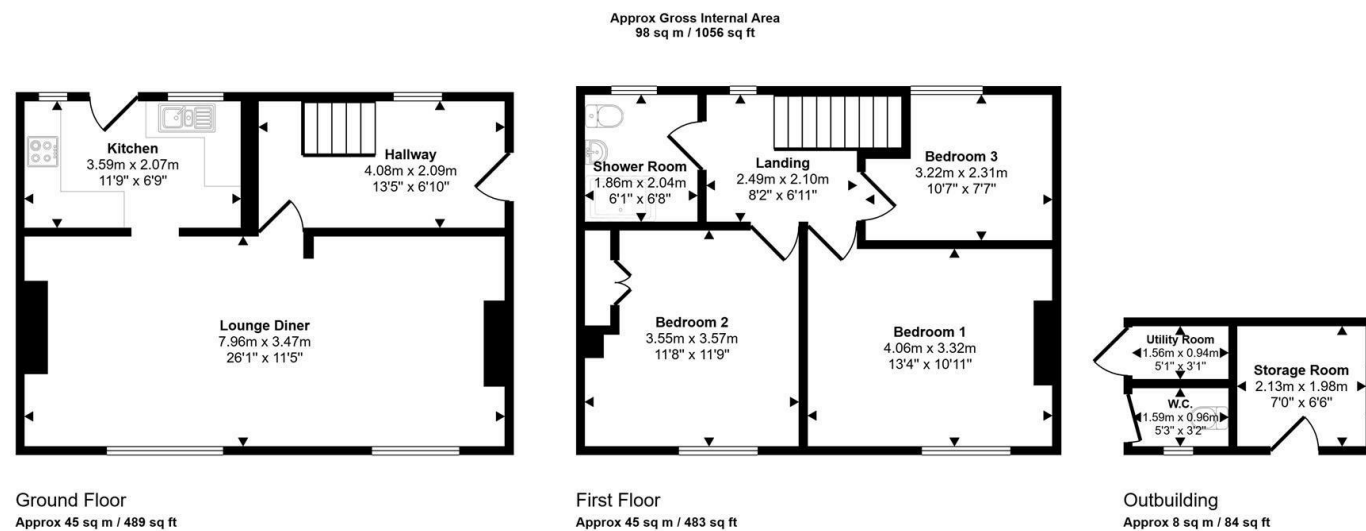 Approx Gross Internal Area
98 sq m / 1056 sq ft
Kitchen
3.59m x 2.07m
11'9" x 6'9"
Hallway
4.08m x 2.09m
13'5" x 6'10"
Lounge Diner
7.96m x 3.47m
26'1" x 11'5"
Ground Floor
Approx 45 sq m / 489 sq ft
Shower Room
1.86m x 2.04m
6'1" x 6'8"
Landing
2.49m x 2.10m
8'2" x 6'11"
Bedroom 3
3.22m x 2.31m
10'7" x 7'7"
Bedroom 2
3.55m x 3.57m
11'8" x 11'9"
Bedroom 1
4.06m x 3.32m
13'4" x 10'11"
First Floor
Approx 45 sq m / 483 sq ft
Utility Room
1.56m x 0.94m
5'1" x 3'1"
W.C.
1.59m x 0.96m
5'3" x 3'2"
Storage Room
2.13m x 1.98m
7'0" x 6'6"
Outbuilding
Approx 8 sq m / 84 sq ft